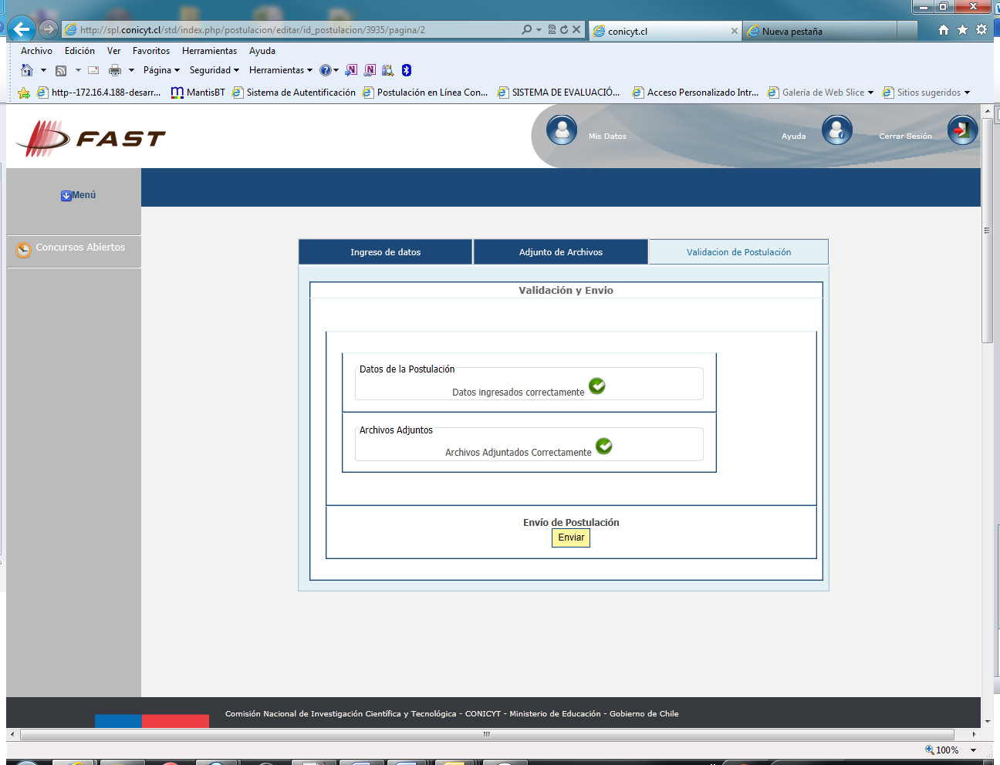 http://spl.conicyt.cl/std/index.php/postulacion/editar/id_postulacion/3935/pagina/2
conicyt.cl
Nueva pestaña
Archivo Edición Ver Favoritos Herramientas Ayuda
Página Seguridad Herramientas
http--172.16.4.188-desarr... MantisBT Sistema de Autentificación Postulación en Línea Con... SISTEMA DE EVALUACIÓ... Acceso Personalizado Intr... Galería de Web Slice Sitios sugeridos
FAST
Mis Datos
Ayuda
Cerrar Sesión
Menú
Concursos Abiertos
Ingreso de datos
Adjunto de Archivos
Validacion de Postulación
Validación y Envio
Datos de la Postulación
Datos ingresados correctamente
Archivos Adjuntos
Archivos Adjuntados Correctamente
Envío de Postulación
Enviar
Comisión Nacional de Investigación Científica y Tecnológica - CONICYT - Ministerio de Educación - Gobierno de Chile
100%